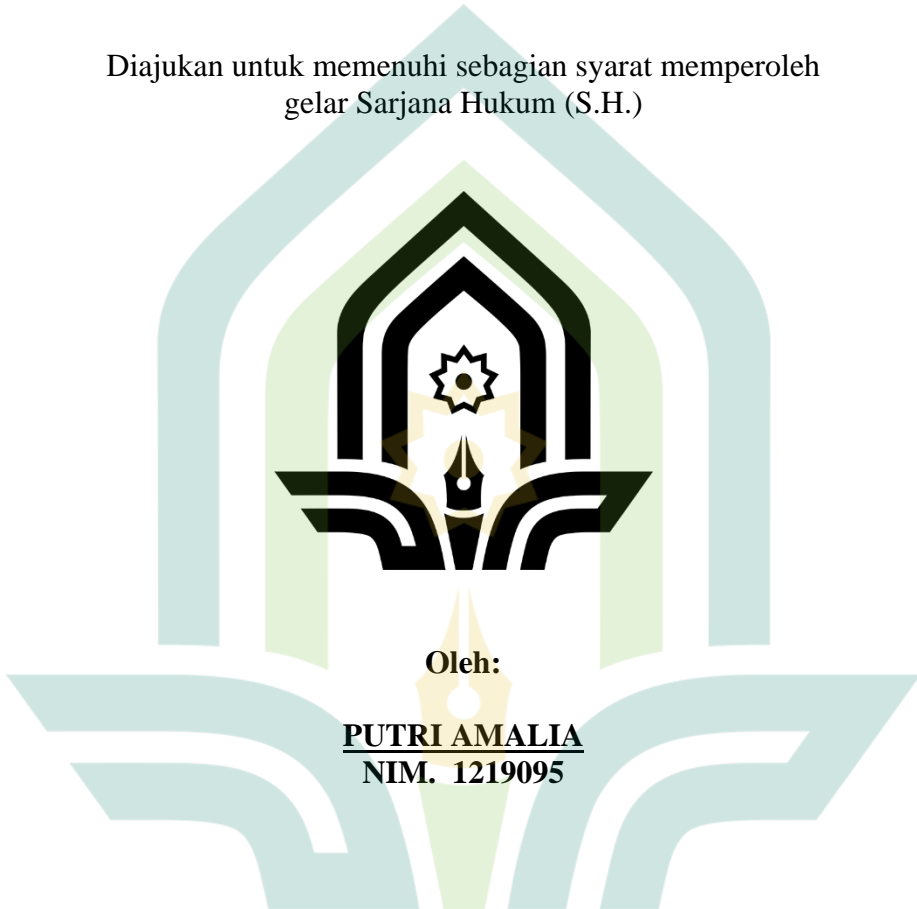 Diajukan untuk memenuhi sebagian syarat memperoleh
gelar Sarjana Hukum (S.H.)
Oleh:
PUTRI AMALIA
NIM. 1219095